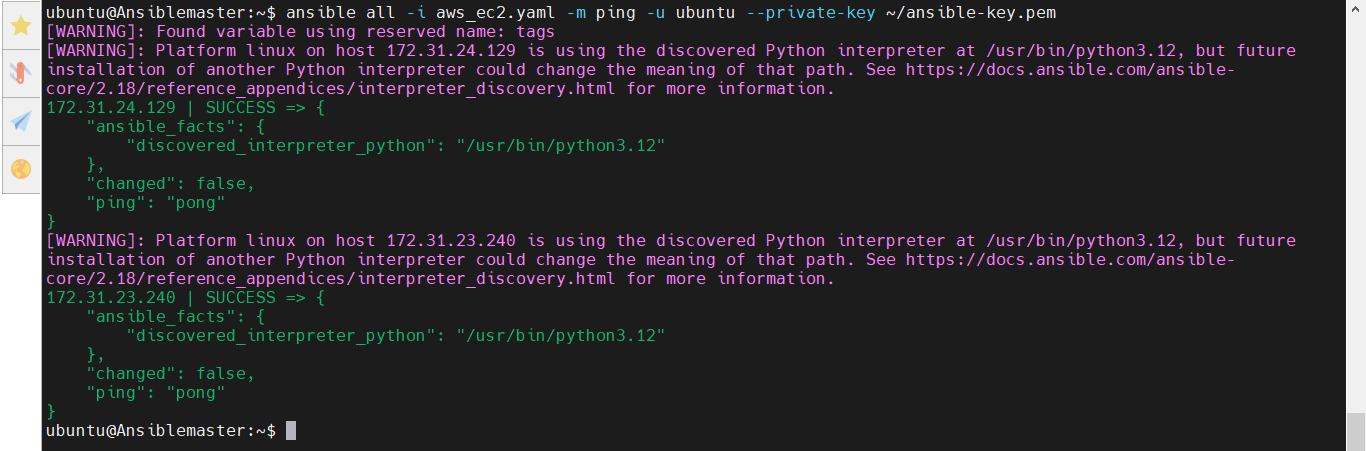 ubuntu@Ansiblemaster:~$ ansible all -i aws_ec2.yaml -m ping -u ubuntu --private-key ~/ansible-key.pem
[WARNING]: Found variable using reserved name: tags
[WARNING]: Platform linux on host 172.31.24.129 is using the discovered Python interpreter at /usr/bin/python3.12, but future
installation of another Python interpreter could change the meaning of that path. See https://docs.ansible.com/ansible-
core/2.18/reference_appendices/interpreter_discovery.html for more information.
172.31.24.129 | SUCCESS => {
    "ansible_facts": {
        "discovered_interpreter_python": "/usr/bin/python3.12"
    },
    "changed": false,
    "ping": "pong"
}
[WARNING]: Platform linux on host 172.31.23.240 is using the discovered Python interpreter at /usr/bin/python3.12, but future
installation of another Python interpreter could change the meaning of that path. See https://docs.ansible.com/ansible-
core/2.18/reference_appendices/interpreter_discovery.html for more information.
172.31.23.240 | SUCCESS => {
    "ansible_facts": {
        "discovered_interpreter_python": "/usr/bin/python3.12"
    },
    "changed": false,
    "ping": "pong"
}
ubuntu@Ansiblemaster:~$